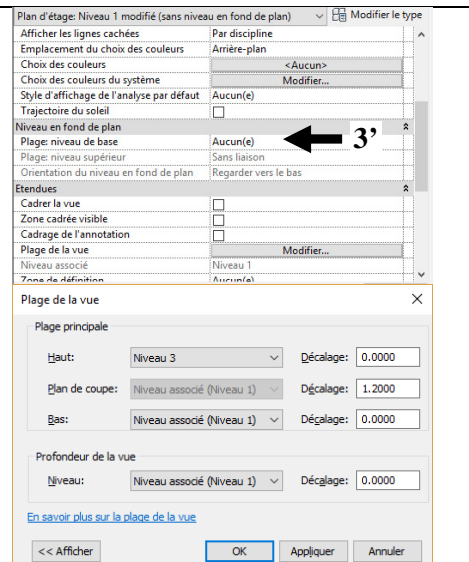 Plan d'étage: Niveau 1 modifié (sans niveau en fond de plan) Modifier le type
Afficher les lignes cachées Par discipline
Emplacement du choix des couleurs Arrière-plan
Choix des couleurs <Aucun>
Choix des couleurs du système Modifier...
Style d'affichage de l'analyse par défaut Aucun(e)
Trajectoire du soleil
Niveau en fond de plan
Plage: niveau de base Aucun(e) 3’
Plage: niveau supérieur Sans liaison
Orientation du niveau en fond de plan Regarder vers le bas
Etendues
Cadrer la vue
Zone cadrée visible
Cadrage de l'annotation
Plage de la vue Modifier...
Niveau associé Niveau 1
Zone de définition Aucun(e)
Plage de la vue
Plage principale
Haut: Niveau 3 Décalage: 0.0000
Plan de coupe: Niveau associé (Niveau 1) Décalage: 1.2000
Bas: Niveau associé (Niveau 1) Décalage: 0.0000
Profondeur de la vue
Niveau: Niveau associé (Niveau 1) Décalage: 0.0000
En savoir plus sur la plage de la vue
<< Afficher OK Appliquer Annuler